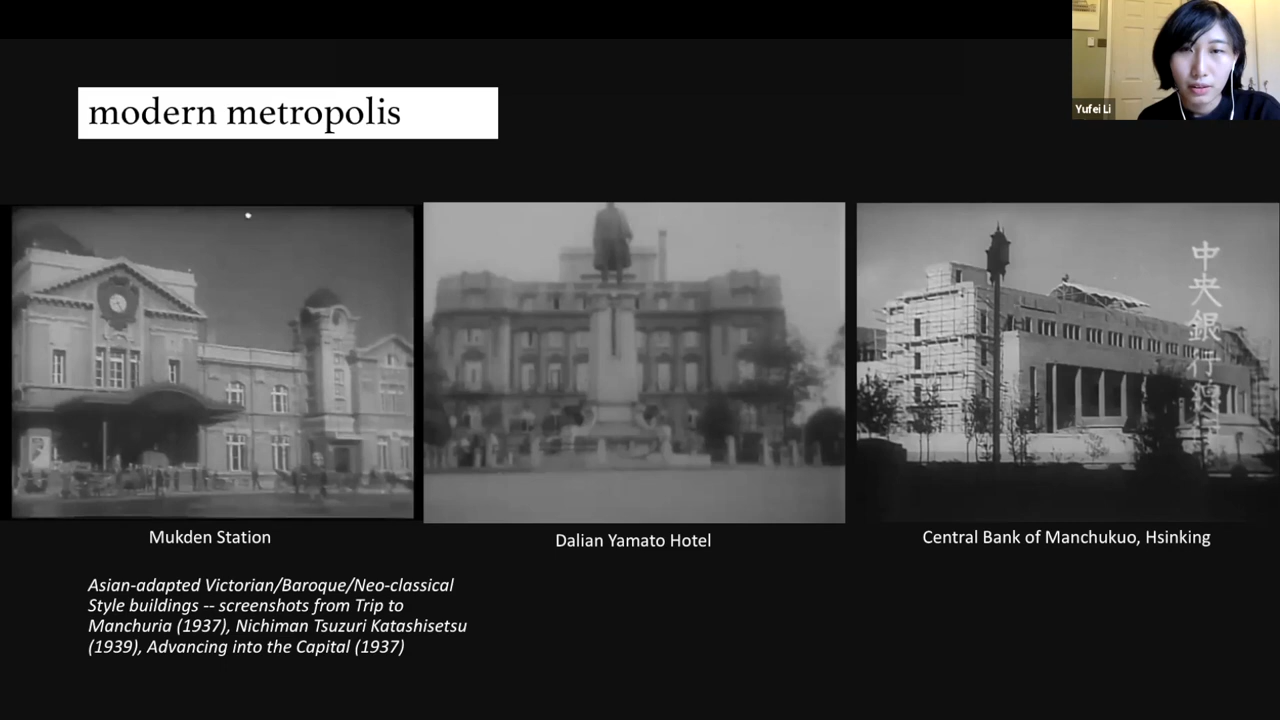 modern metropolis
Yufei Li
中央銀行
Mukden Station
Dalian Yamato Hotel
Central Bank of Manchukuo, Hsinking
Asian-adapted Victorian/Baroque/Neo-classical
Style buildings -- screenshots from Trip to
Manchuria (1937), Nichiman Tsuzuri Katashisetsu
(1939), Advancing into the Capital (1937)